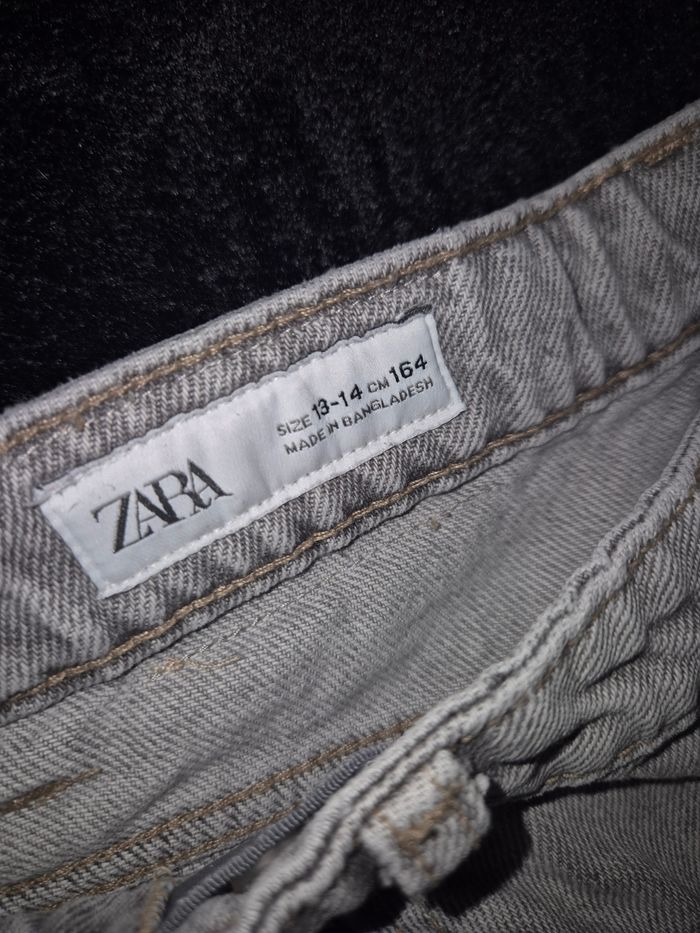 ZARA
SIZE 13-14 CM 164
MADE IN BANGLADESH